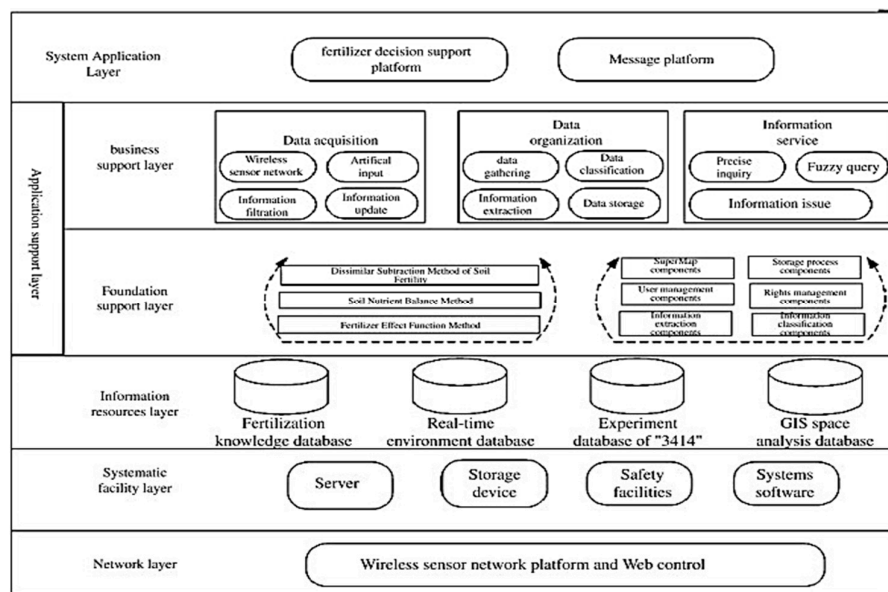 System Application
Layer
fertilizer decision support
platform
Message platform
Application support layer
business
support layer
Data acquisition
Wireless
sensor network
Artifical
input
Information
filtration
Information
update
Data
organization
data
gathering
Data
classification
Information
extraction
Data storage
Information
service
Precise
inquiry
Fuzzy query
Information issue
Foundation
support layer
Dissimilar Subtraction Method of Soil
Fertility
Soil Nutrient Balance Method
Fertilizer Effect Function Method
SuperMap
components
Storage process
components
User management
components
Rights management
components
Information
extraction
components
Information
classification
components
Information
resources layer
Fertilization
knowledge database
Real-time
environment database
Experiment
database of "3414"
GIS space
analysis database
Systematic
facility layer
Server
Storage
device
Safety
facilities
Systems
software
Network layer
Wireless sensor network platform and Web control